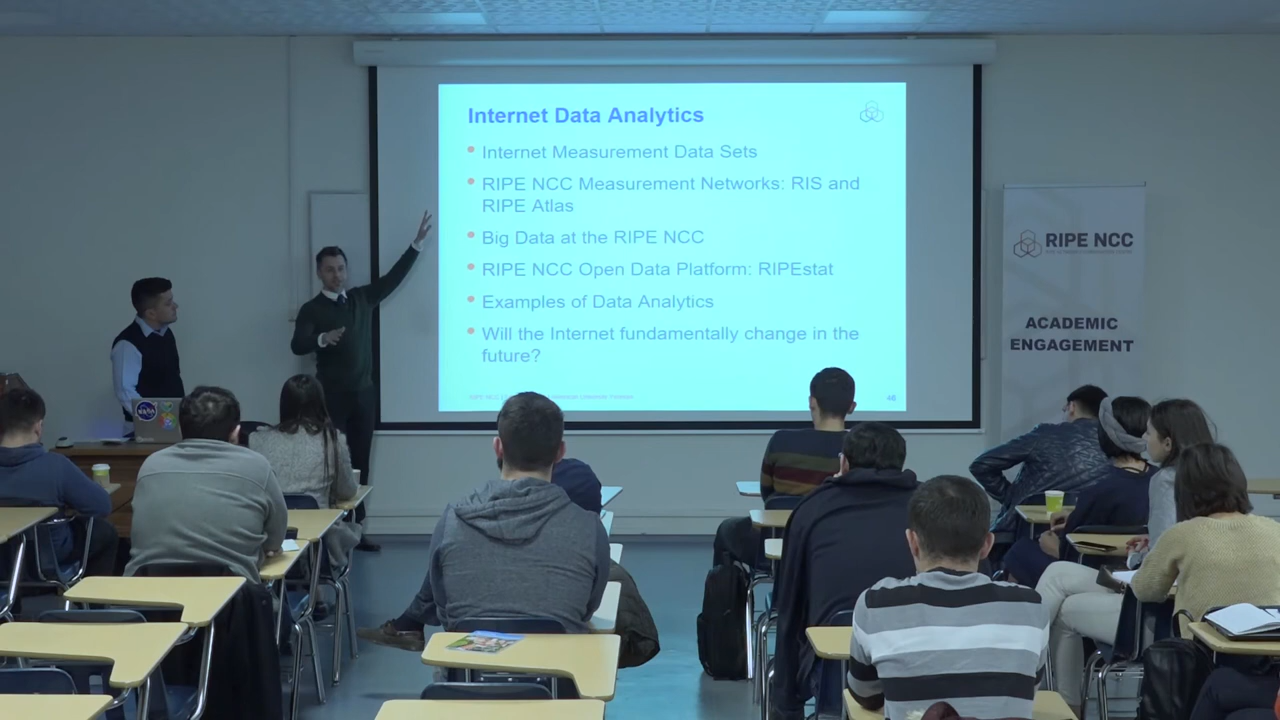 Internet Data Analytics
Internet Measurement Data Sets
RIPE NCC Measurement Networks: RIS and
RIPE Atlas
Big Data at the RIPE NCC
RIPE NCC Open Data Platform: RIPEstat
Examples of Data Analytics
Will the Internet fundamentally change in the
future?
46
RIPE NCC
ACADEMIC
ENGAGEMENT
NASA